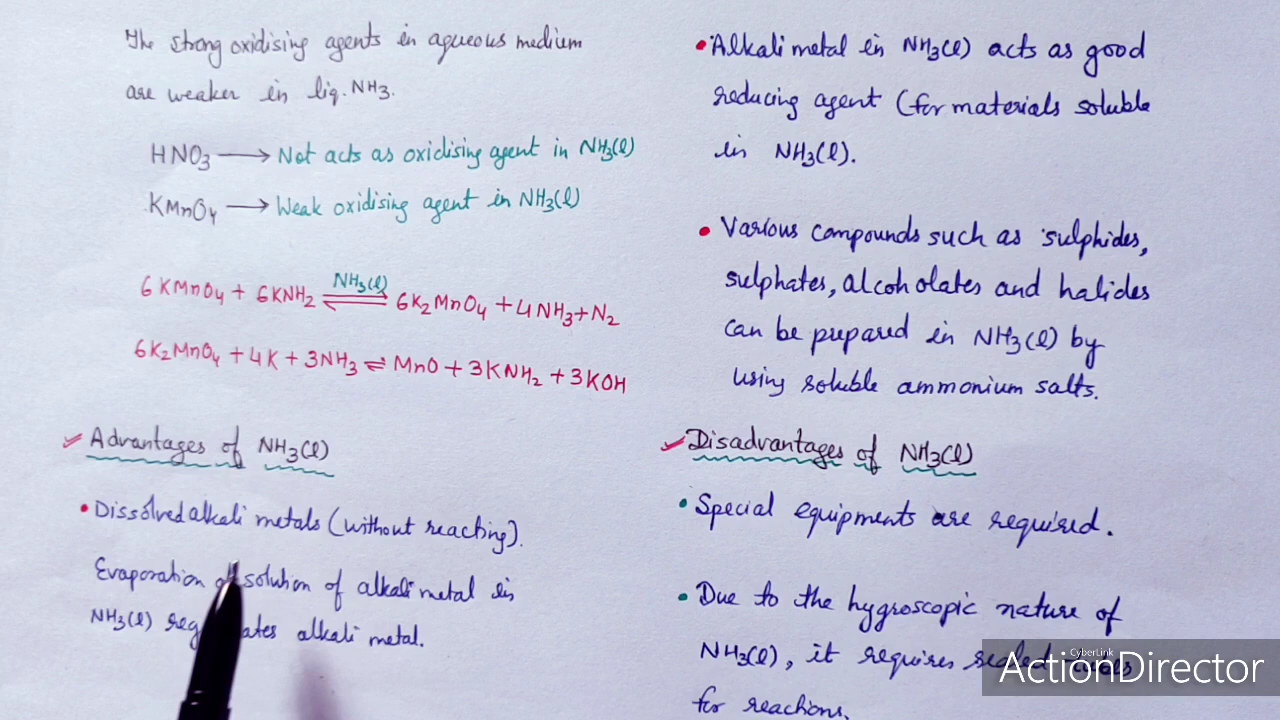 The strong oxidising agents in aqueous medium
are weaker in liq. NH3.
HNO3 → Not acts as oxidising agent in NH3(l)
KMnO4 → Weak oxidising agent in NH3(l)
NH3(l)
6KMnO4 + 6KNH2 ⇌ 6K2MnO4 + 4NH3 + N2
6K2MnO4 + 4K + 3NH3 ⇌ MnO + 3KNH2 + 3KOH
✓ Advantages of NH3(l)
• Dissolved alkali metals (without reacting).
Evaporation solution of alkali metal in
NH3(l) alkali metal.
• Alkali metal in NH3(l) acts as good
reducing agent (for materials soluble
in NH3(l).
• Various compounds such as sulphides,
sulphates, alcoholates and halides
can be prepared in NH3(l) by
using soluble ammonium salts.
✓ Disadvantages of NH3(l)
• Special equipments are required.
• Due to the hygroscopic nature of
NH3(l), it requires
for reactions.
CyberLink
ActionDirector